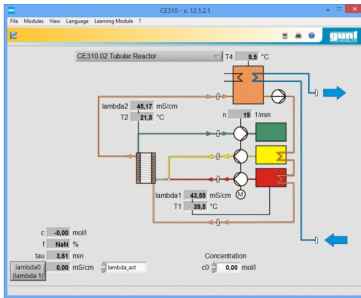 CE310 - v. 12.1.2.1
File Modules View Language Learning Module ?
gunt
CE310.02 Tubular Reactor
T4 9,5 °C
lambda2 45,17 mS/cm
T2 21,5 °C
n 19 1/min
lambda1 43,55 mS/cm
T1 39,8 °C
M
c -0,00 mol/l
f NaN %
tau 3,61 min
lambda0 (lambda 1) 0,00 mS/cm lambda_act
Concentration
c0 0,00 mol/l